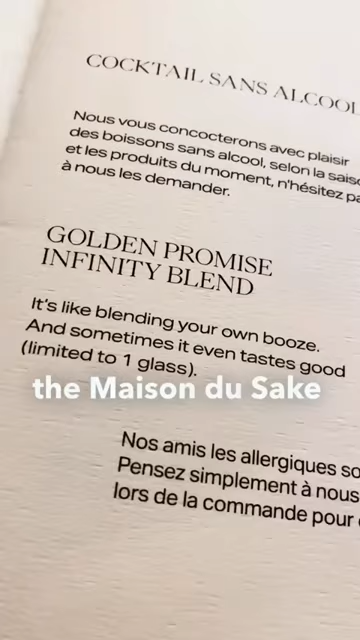 COCKTAIL SANS ALCOOL
Nous vous concocterons avec plaisir
des boissons sans alcool, selon la
et les produits du moment, n'hésitez
à nous les demander.
GOLDEN PROMISE
INFINITY BLEND
It's like blending your own booze.
And sometimes it even tastes good
(limited to 1 glass).
the Maison du Sake
Nos amis les allergiques
Pensez simplement à nous
lors de la commande pour